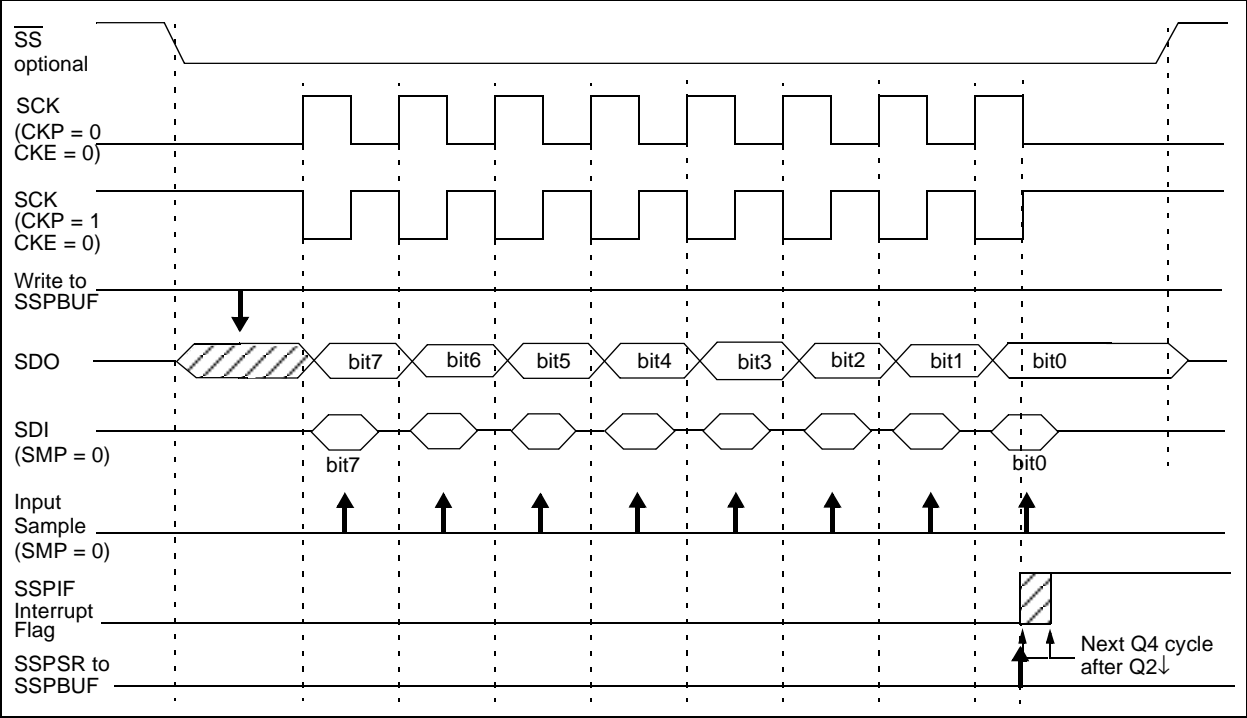 SS
optional
SCK
(CKP = 0
CKE = 0)
SCK
(CKP = 1
CKE = 0)
Write to
SSPBUF
SDO
bit7 bit6 bit5 bit4 bit3 bit2 bit1 bit0
SDI
(SMP = 0)
bit7 bit0
Input
Sample
(SMP = 0)
SSPIF
Interrupt
Flag
Next Q4 cycle
after Q2↓
SSPSR to
SSPBUF